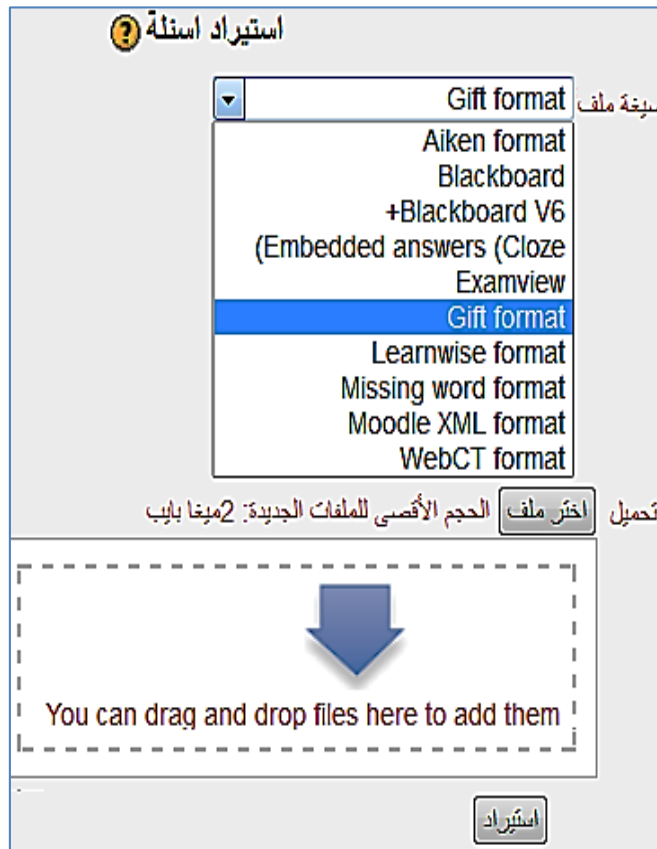 استيراد اسئلة
صيغة ملف Gift format
Aiken format
Blackboard
+Blackboard V6
(Embedded answers (Cloze
Examview
Gift format
Learnwise format
Missing word format
Moodle XML format
WebCT format
تحميل اختر ملف الحجم الأقصى للملفات الجديدة: 2ميغا بايب
You can drag and drop files here to add them
استيراد